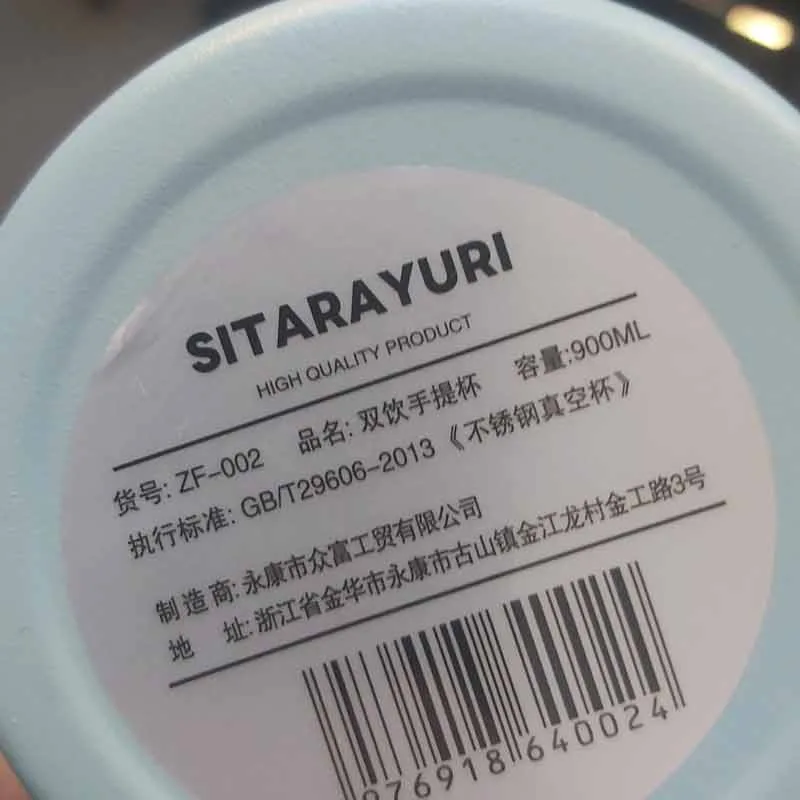 SITARAYURI
HIGH QUALITY PRODUCT
货号: ZF-002 品名: 双饮手提杯 容量:900ML
执行标准: GB/T29606-2013《不锈钢真空杯》
制造商: 永康市众富工贸有限公司
地 址: 浙江省金华市永康市古山镇金江龙村金工路3号
976918640024